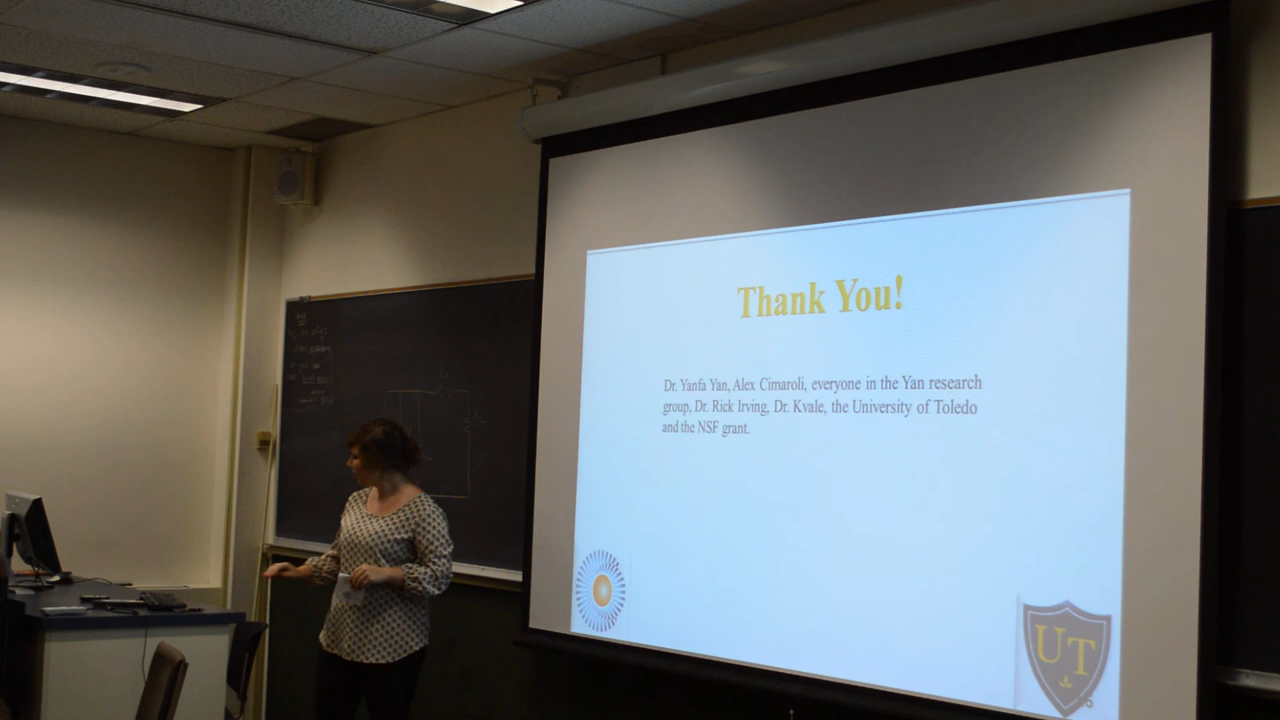 Thank You!
Dr. Yanfa Yan, Alex Cimaroli, everyone in the Yan research
group, Dr. Rick Irving, Dr. Kvale, the University of Toledo
and the NSF grant.
UT